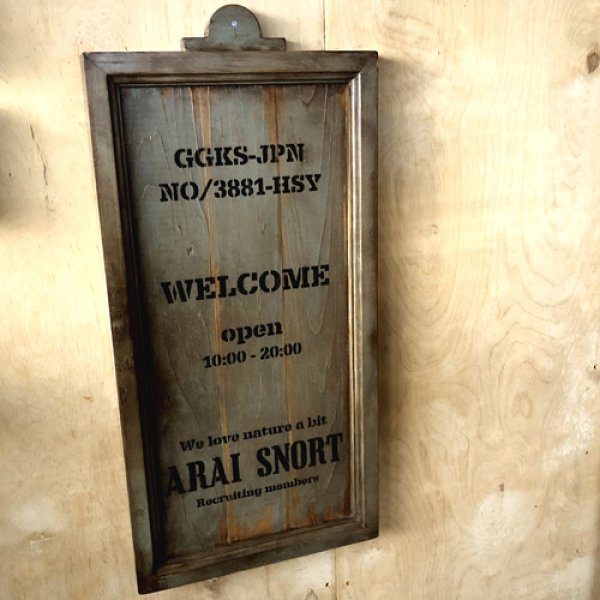 GGKS-JPN
NO/3881-HSY
WELCOME
open
10:00 - 20:00
We love nature a bit
ARAI SNORT
Recruiting members